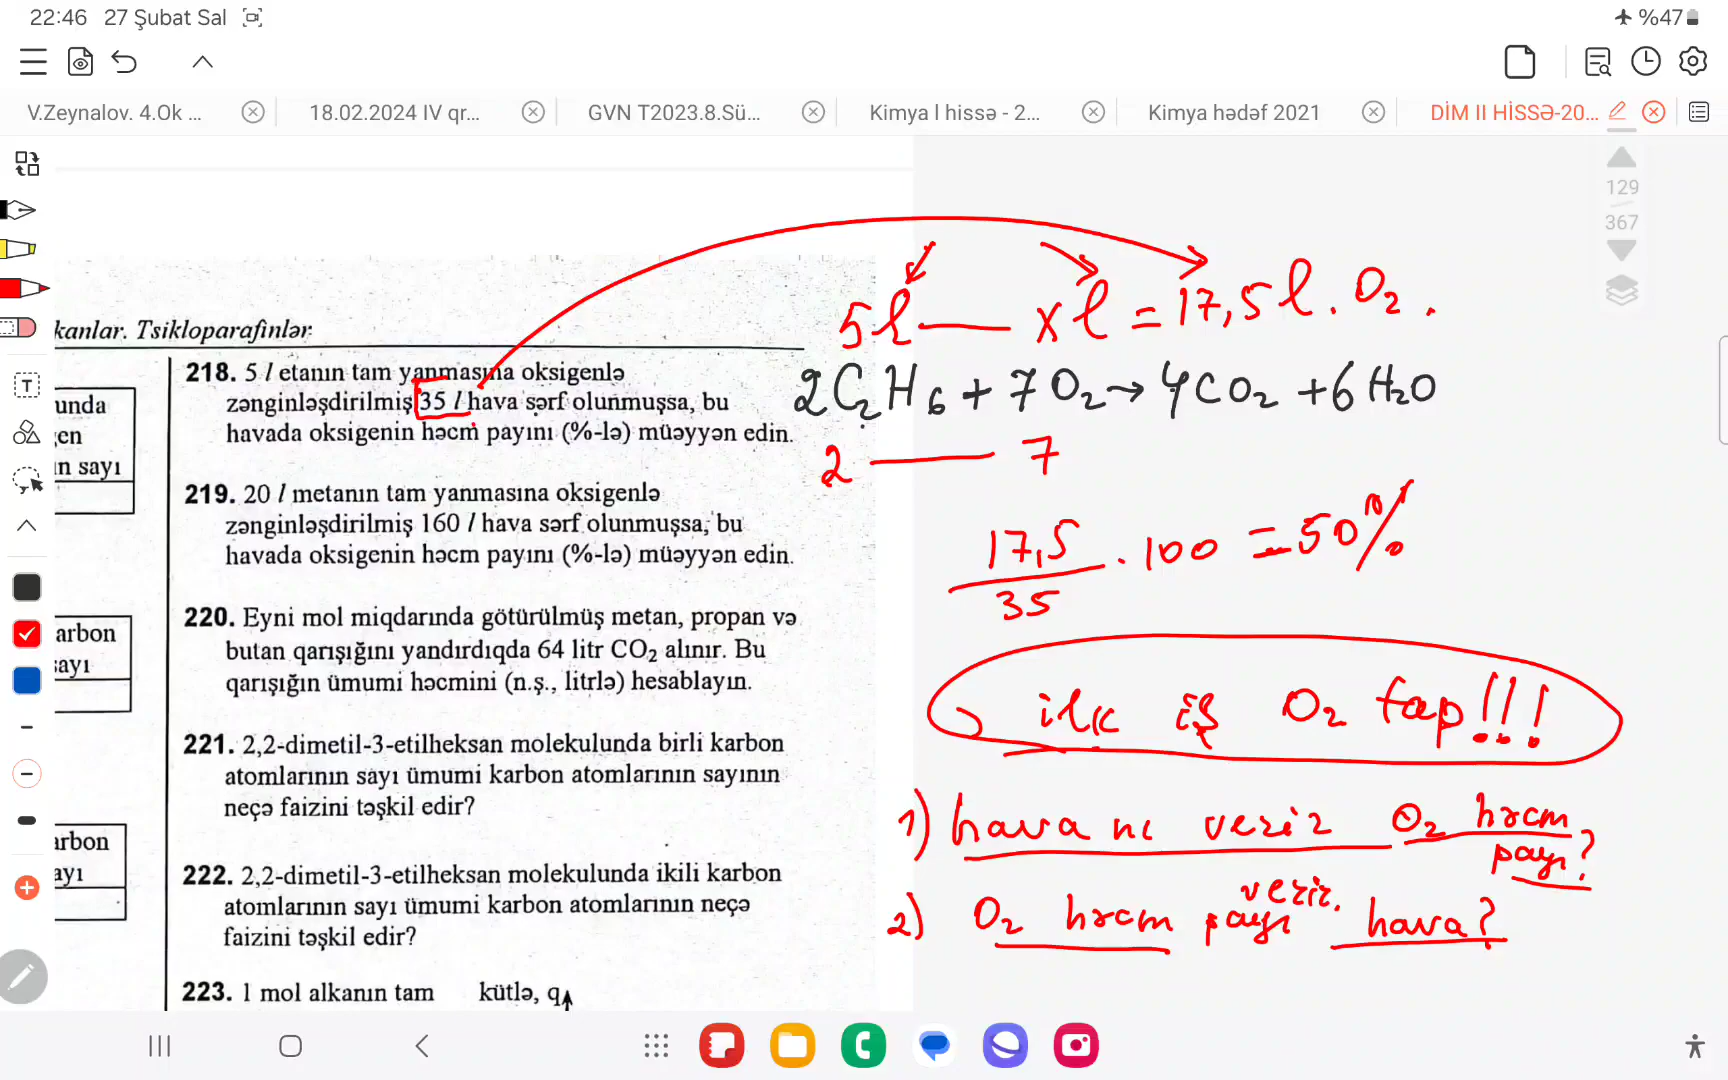 22:46 27 Şubat Sal
%47
V.Zeynalov. 4.Ok ...
18.02.2024 IV qr...
GVN T2023.8.Sü...
Kimya l hissə - 2...
Kimya hədəf 2021
DİM II HİSSƏ-20...
129
367
kanlar. Tsikloparafinlər
unda
gen
ın sayı
arbon
sayı
arbon
ayı
218. 5 l etanın tam yanmasına oksigenlə
zənginləşdirilmiş 35 l hava sərf olunmuşsa, bu
havada oksigenin həcm payını (%-lə) müəyyən edin.
219. 20 l metanın tam yanmasına oksigenlə
zənginləşdirilmiş 160 l hava sərf olunmuşsa, bu
havada oksigenin həcm payını (%-lə) müəyyən edin.
220. Eyni mol miqdarında götürülmüş metan, propan və
butan qarışığını yandırdıqda 64 litr CO₂ alınır. Bu
qarışığın ümumi həcmini (n.ş., litrlə) hesablayın.
221. 2,2-dimetil-3-etilheksan molekulunda birli karbon
atomlarının sayı ümumi karbon atomlarının sayının
neçə faizini təşkil edir?
222. 2,2-dimetil-3-etilheksan molekulunda ikili karbon
atomlarının sayı ümumi karbon atomlarının neçə
faizini təşkil edir?
223. 1 mol alkanın tam kütlə, q
5l — xl = 17,5l. O₂.
2C₂H₆ + 7O₂ → 4CO₂ + 6H₂O
2 — 7
17,5
35
. 100 = 50%
ilk iş O₂ tap!!!
1) hava nı verir O₂ həcm
payı?
2) O₂ həcm payı verir. hava?
T